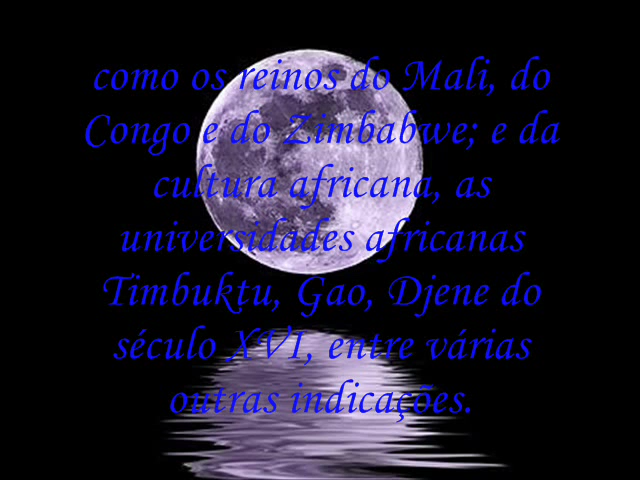 como os reinos do Mali, do
Congo e do Zimbabwe; e da
cultura africana, as
universidades africanas
Timbuktu, Gao, Djene do
século XVI, entre várias
outras indicações.